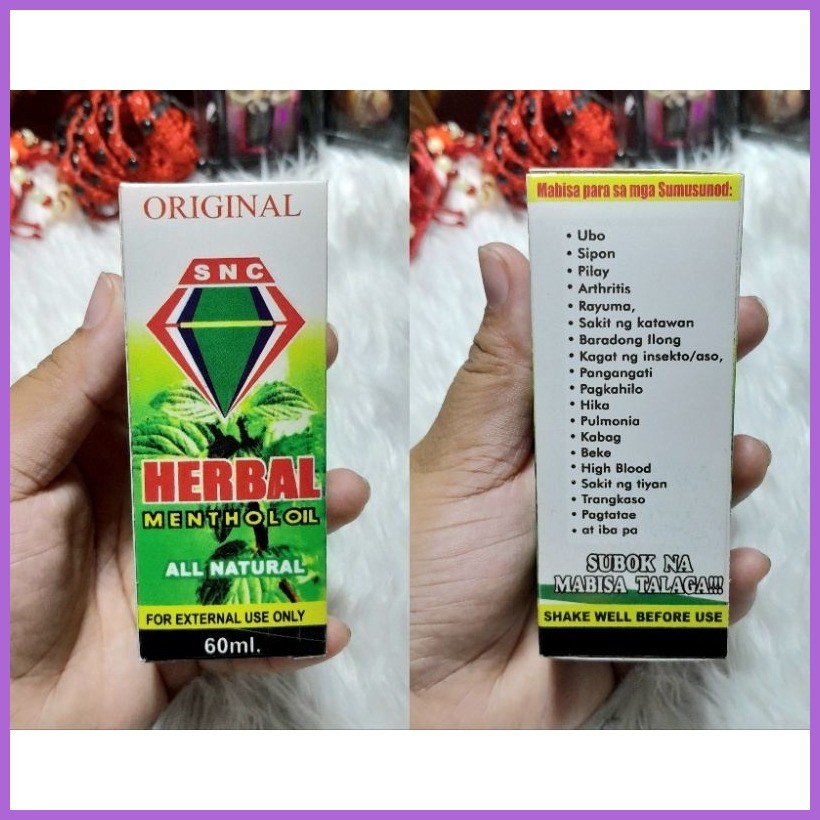 ORIGINAL
SNC
HERBAL
MENTHOL OIL
ALL NATURAL
FOR EXTERNAL USE ONLY
60ml.
Mabisa para sa mga Sumusunod:
• Ubo
• Sipon
• Pilay
• Arthritis
• Rayuma,
• Sakit ng katawan
• Baradong Ilong
• Kagat ng insekto/aso,
• Pangangati
• Pagkahilo
• Hika
• Pulmonia
• Kabag
• Beke
• High Blood
• Sakit ng tiyan
• Trangkaso
• Pagtatae
• at iba pa
SUBOK NA
MABISA TALAGA!!!
SHAKE WELL BEFORE USE